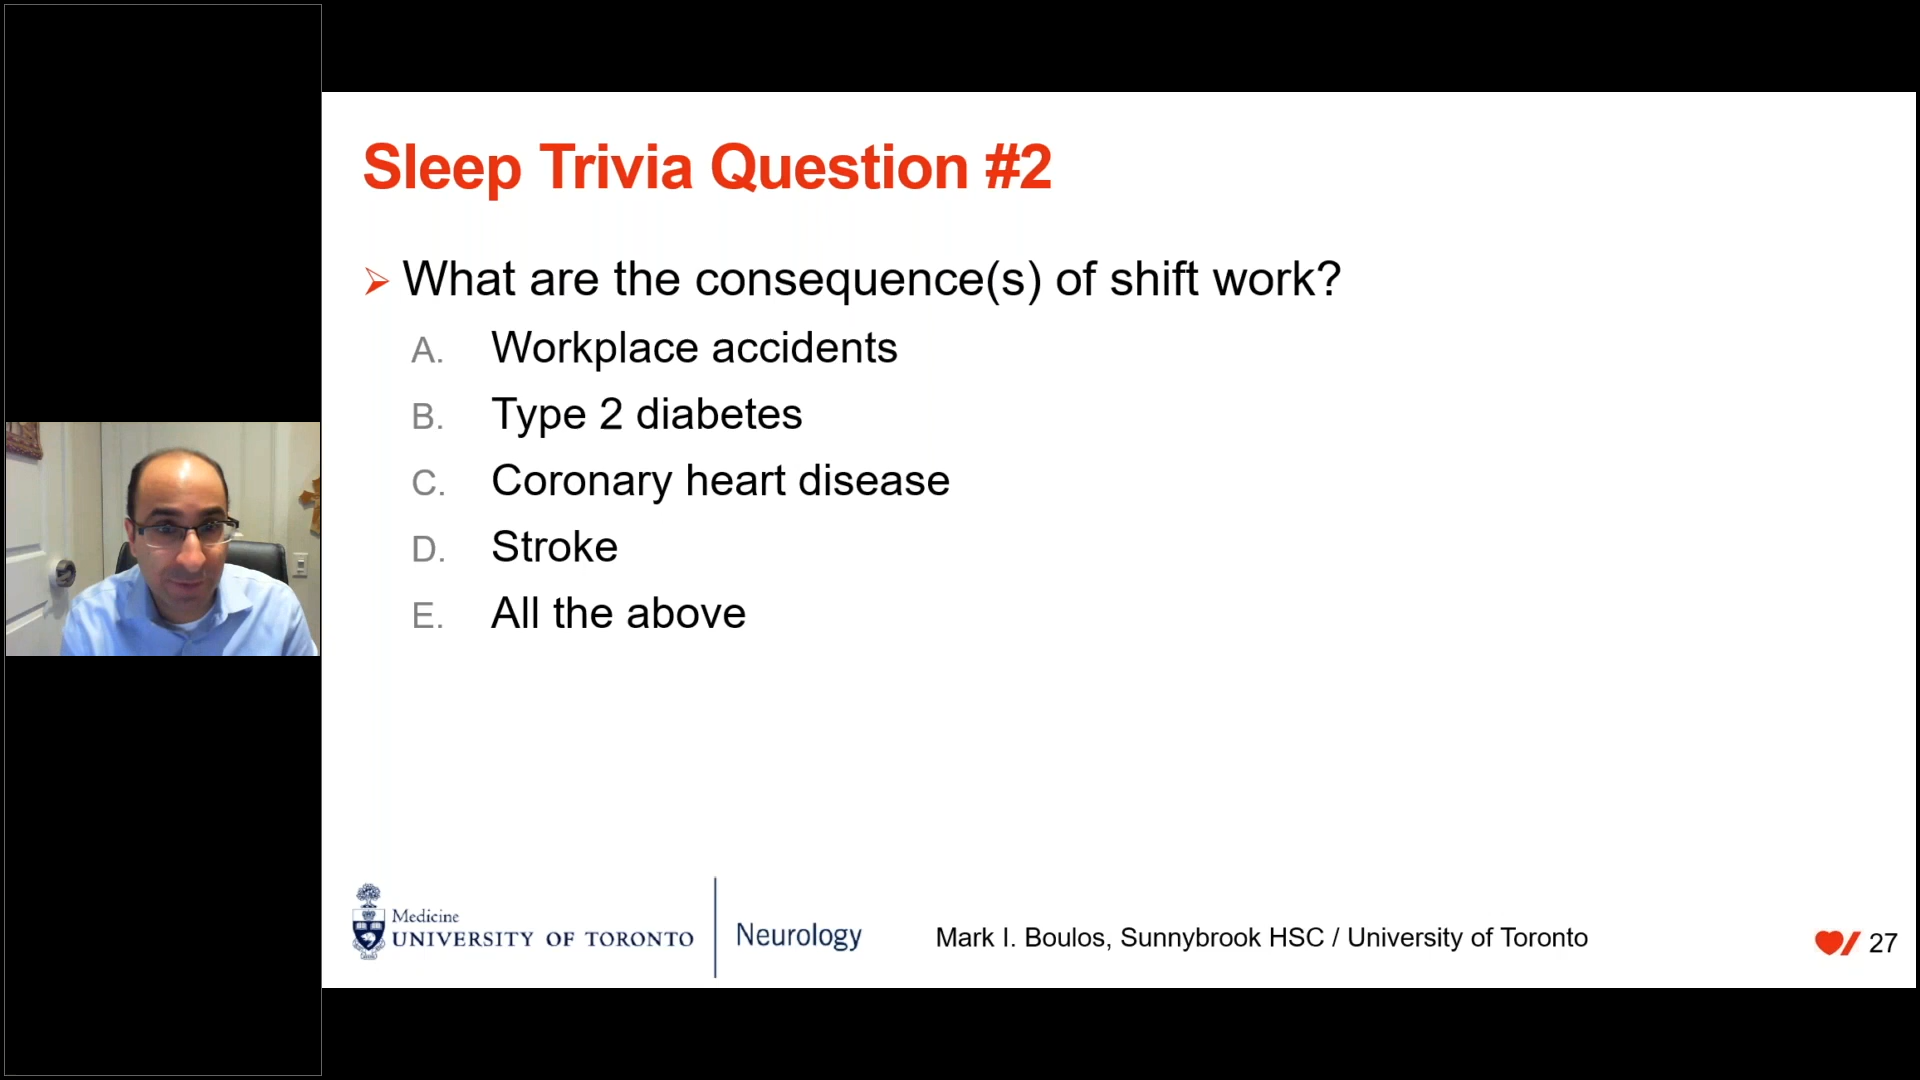 Sleep Trivia Question #2
What are the consequence(s) of shift work?
A. Workplace accidents
B. Type 2 diabetes
C. Coronary heart disease
D. Stroke
E. All the above
Medicine
UNIVERSITY OF TORONTO
Neurology
Mark I. Boulos, Sunnybrook HSC / University of Toronto
27